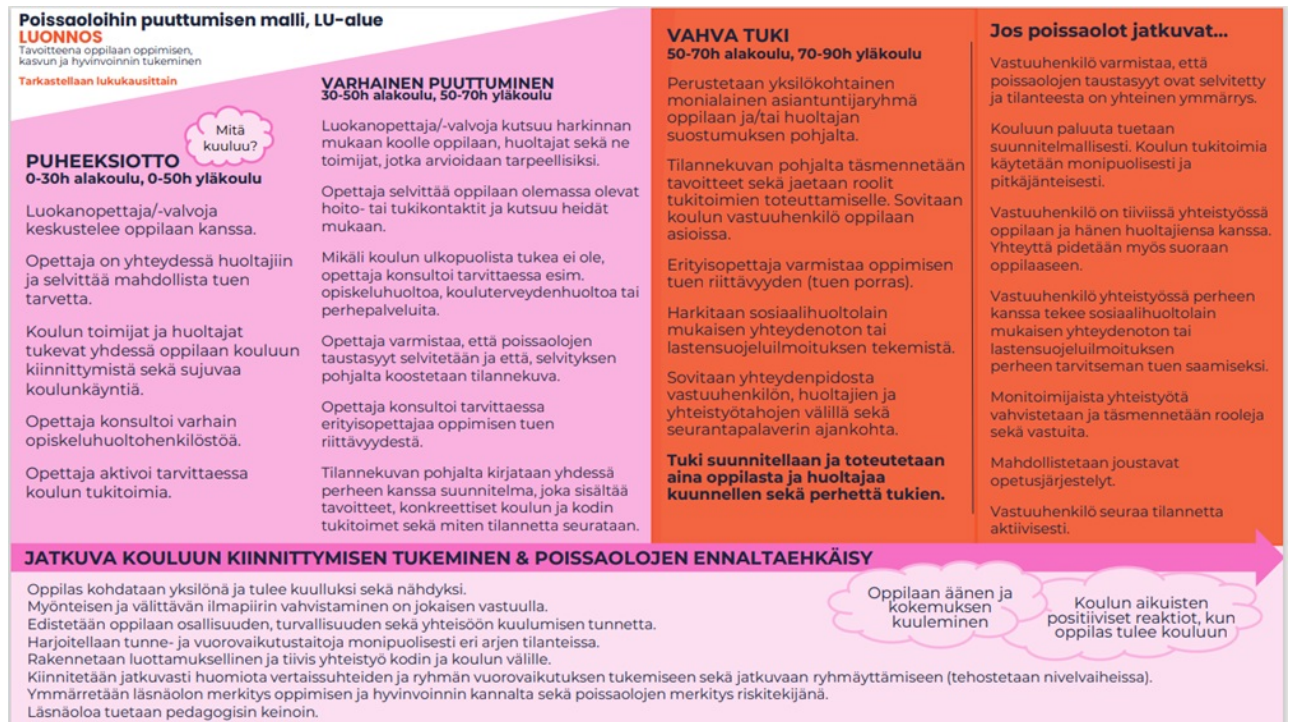 Poissaoloihin puuttumisen malli, LU-alue
LUONNOS
Tavoitteena oppilaan oppimisen,
kasvun ja hyvinvoinnin tukeminen
Tarkastellaan lukukausittain
Mitä
kuuluu?
PUHEEKSIOTTO
0-30h alakoulu, 0-50h yläkoulu
Luokanopettaja/-valvoja
keskustelee oppilaan kanssa.
Opettaja on yhteydessä huoltajiin
ja selvittää mahdollista tuen
tarvetta.
Koulun toimijat ja huoltajat
tukevat yhdessä oppilaan kouluun
kiinnittymistä sekä sujuvaa
koulunkäyntiä.
Opettaja konsultoi varhain
opiskeluhuoltohenkilöstöä.
Opettaja aktivoi tarvittaessa
koulun tukitoimia.
VARHAINEN PUUTTUMINEN
30-50h alakoulu, 50-70h yläkoulu
Luokanopettaja/-valvoja kutsuu harkinnan
mukaan koolle oppilaan, huoltajat sekä ne
toimijat, jotka arvioidaan tarpeellisiksi.
Opettaja selvittää oppilaan olemassa olevat
hoito- tai tukikontaktit ja kutsuu heidät
mukaan.
Mikäli koulun ulkopuolista tukea ei ole,
opettaja konsultoi tarvittaessa esim.
opiskeluhuoltoa, kouluterveydenhuoltoa tai
perhepalveluita.
Opettaja varmistaa, että poissaolojen
taustasyyt selvitetään ja että, selvityksen
pohjalta koostetaan tilannekuva.
Opettaja konsultoi tarvittaessa
erityisopettajaa oppimisen tuen
riittävyydestä.
Tilannekuvan pohjalta kirjataan yhdessä
perheen kanssa suunnitelma, joka sisältää
tavoitteet, konkreettiset koulun ja kodin
tukitoimet sekä miten tilannetta seurataan.
VAHVA TUKI
50-70h alakoulu, 70-90h yläkoulu
Perustetaan yksilökohtainen
monialainen asiantuntijaryhmä
oppilaan ja/tai huoltajan
suostumuksen pohjalta.
Tilannekuvan pohjalta täsmennetään
tavoitteet sekä jaetaan roolit
tukitoimien toteuttamiselle. Sovitaan
koulun vastuuhenkilö oppilaan
asioissa.
Erityisopettaja varmistaa oppimisen
tuen riittävyyden (tuen porras).
Harkitaan sosiaalihuoltolain
mukaisen yhteydenoton tai
lastensuojeluilmoituksen tekemistä.
Sovitaan yhteydenpidosta
vastuuhenkilön, huoltajien ja
yhteistyötahojen välillä sekä
seurantapalaverin ajankohta.
Tuki suunnitellaan ja toteutetaan
aina oppilasta ja huoltajaa
kuunnellen sekä perhettä tukien.
Jos poissaolot jatkuvat...
Vastuuhenkilö varmistaa, että
poissaolojen taustasyyt ovat selvitetty
ja tilanteesta on yhteinen ymmärrys.
Kouluun paluuta tuetaan
suunnitelmallisesti. Koulun tukitoimia
käytetään monipuolisesti ja
pitkäjänteisesti.
Vastuuhenkilö on tiiviissä yhteistyössä
oppilaan ja hänen huoltajiensa kanssa.
Yhteyttä pidetään myös suoraan
oppilaaseen.
Vastuuhenkilö yhteistyössä perheen
kanssa tekee sosiaalihuoltolain
mukaisen yhteydenoton tai
lastensuojeluilmoituksen
perheen tarvitseman tuen saamiseksi.
Monitoimijaista yhteistyötä
vahvistetaan ja täsmennetään rooleja
sekä vastuita.
Mahdollistetaan joustavat
opetusjärjestelyt.
Vastuuhenkilö seuraa tilannetta
aktiivisesti.
JATKUVA KOULUUN KIINNITTYMISEN TUKEMINEN & POISSAOLOJEN ENNALTAEHKÄISY
Oppilas kohdataan yksilönä ja tulee kuulluksi sekä nähdyksi.
Myönteisen ja välittävän ilmapiirin vahvistaminen on jokaisen vastuulla.
Edistetään oppilaan osallisuuden, turvallisuuden sekä yhteisöön kuulumisen tunnetta.
Harjoitellaan tunne- ja vuorovaikutustaitoja monipuolisesti eri arjen tilanteissa.
Rakennetaan luottamuksellinen ja tiivis yhteistyö kodin ja koulun välille.
Kiinnitetään jatkuvasti huomiota vertaissuhteiden ja ryhmän vuorovaikutuksen tukemiseen sekä jatkuvaan ryhmäyttämiseen (tehostetaan nivelvaiheissa).
Ymmärretään läsnäolon merkitys oppimisen ja hyvinvoinnin kannalta sekä poissaolojen merkitys riskitekijänä.
Läsnäoloa tuetaan pedagogisin keinoin.
Oppilaan äänen ja
kokemuksen
kuuleminen
Koulun aikuisten
positiiviset reaktiot, kun
oppilas tulee kouluun